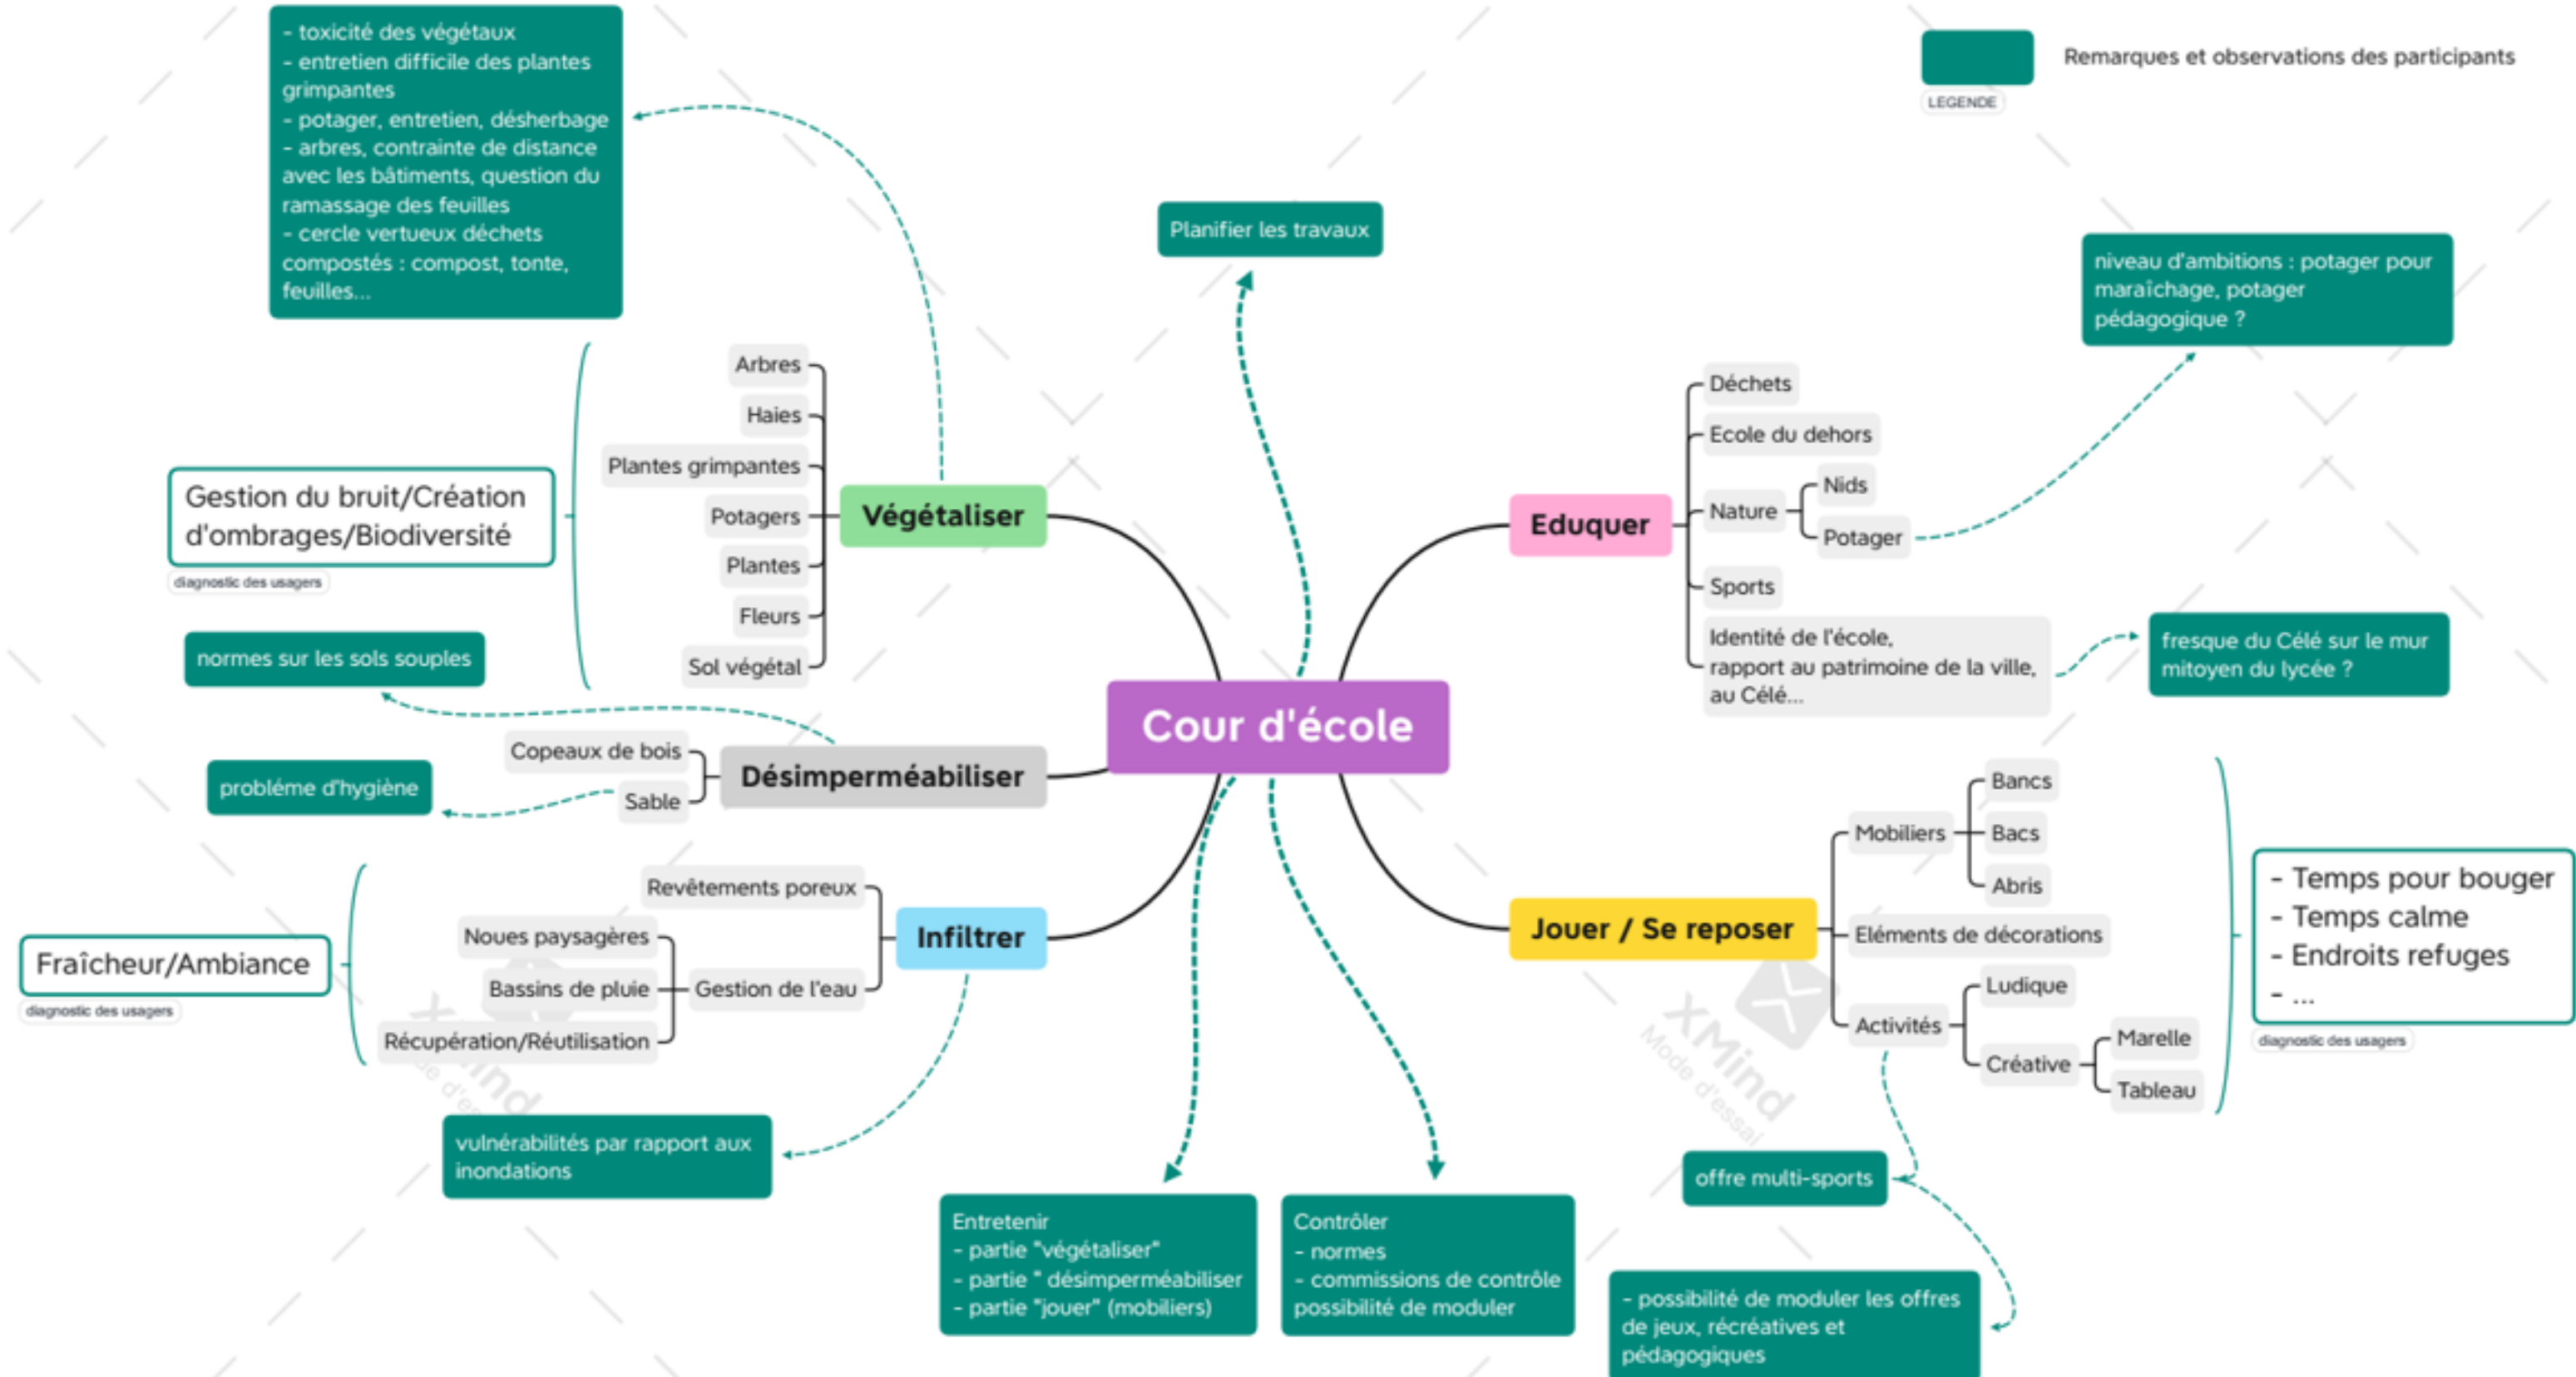 - toxicité des végétaux
- entretien difficile des plantes
grimpantes
- potager, entretien, désherbage
- arbres, contrainte de distance
avec les bâtiments, question du
ramassage des feuilles
- cercle vertueux déchets
compostés : compost, tonte,
feuilles...
Remarques et observations des participants
LEGENDE
Planifier les travaux
niveau d'ambitions : potager pour
maraîchage, potager
pédagogique ?
Arbres
Haies
Plantes grimpantes
Potagers
Plantes
Fleurs
Sol végétal
Végétaliser
Gestion du bruit/Création
d'ombrages/Biodiversité
diagnostic des usagers
Eduquer
Déchets
Ecole du dehors
Nature
Nids
Potager
Sports
Identité de l'école,
rapport au patrimoine de la ville,
au Célé...
fresque du Célé sur le mur
mitoyen du lycée ?
normes sur les sols souples
Cour d'école
Copeaux de bois
Sable
Désimperméabiliser
probléme d'hygiène
Revêtements poreux
Noues paysagères
Bassins de pluie
Récupération/Réutilisation
Gestion de l'eau
Infiltrer
Fraîcheur/Ambiance
diagnostic des usagers
vulnérabilités par rapport aux
inondations
Jouer / Se reposer
Mobiliers
Bancs
Bacs
Abris
Eléments de décorations
Activités
Ludique
Créative
Marelle
Tableau
- Temps pour bouger
- Temps calme
- Endroits refuges
- ...
diagnostic des usagers
XMind
Mode d'essai
offre multi-sports
Entretenir
- partie "végétaliser"
- partie " désimperméabiliser
- partie "jouer" (mobiliers)
Contrôler
- normes
- commissions de contrôle
possibilité de moduler
- possibilité de moduler les offres
de jeux, récréatives et
pédagogiques